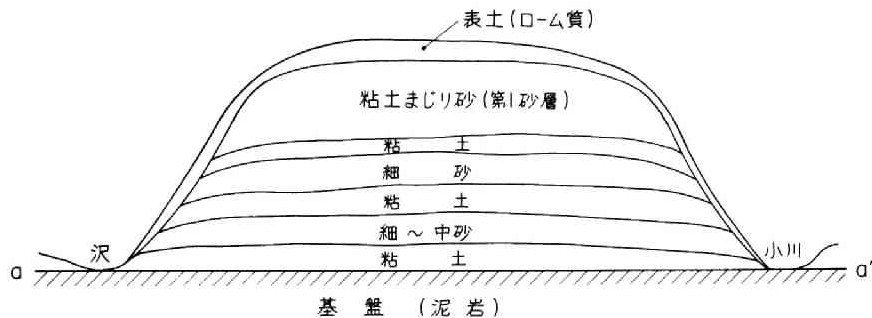 表土(ローム質)
粘土まじり砂(第1砂層)
粘 土
細 砂
粘 土
細~中砂
粘 土
沢
小川
a
a'
基盤 (泥岩)